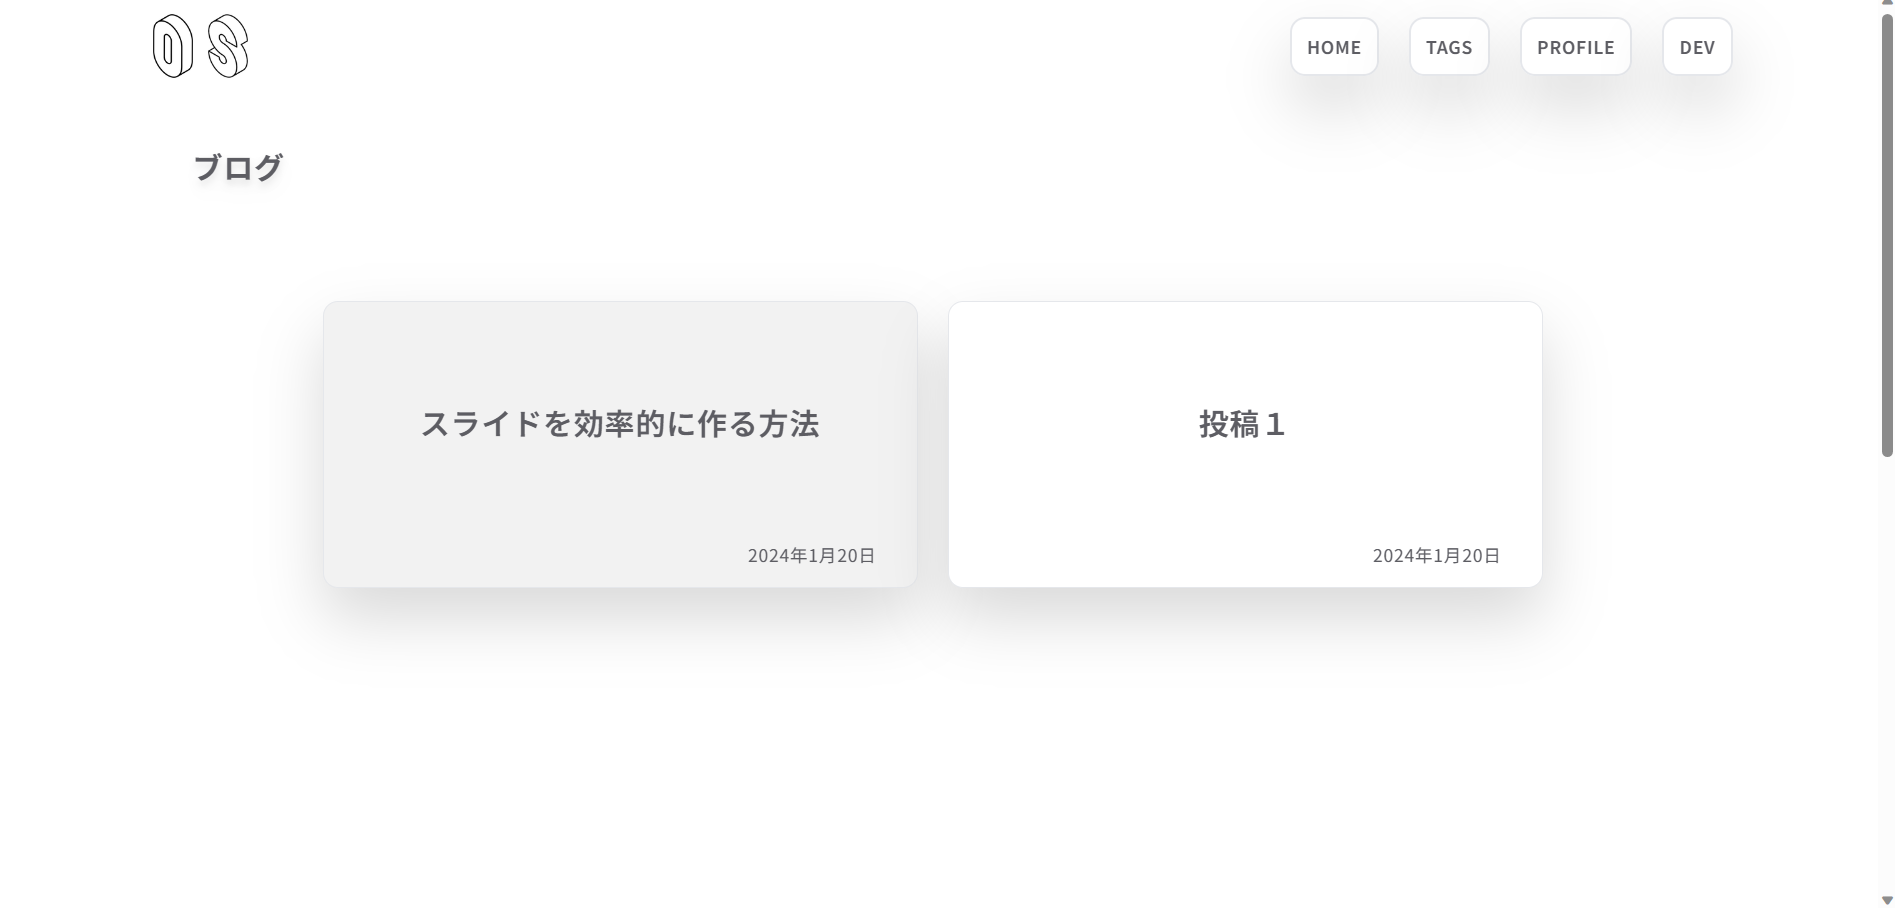 OS
HOME
TAGS
PROFILE
DEV
ブログ
スライドを効率的に作る方法
2024年1月20日
投稿１
2024年1月20日